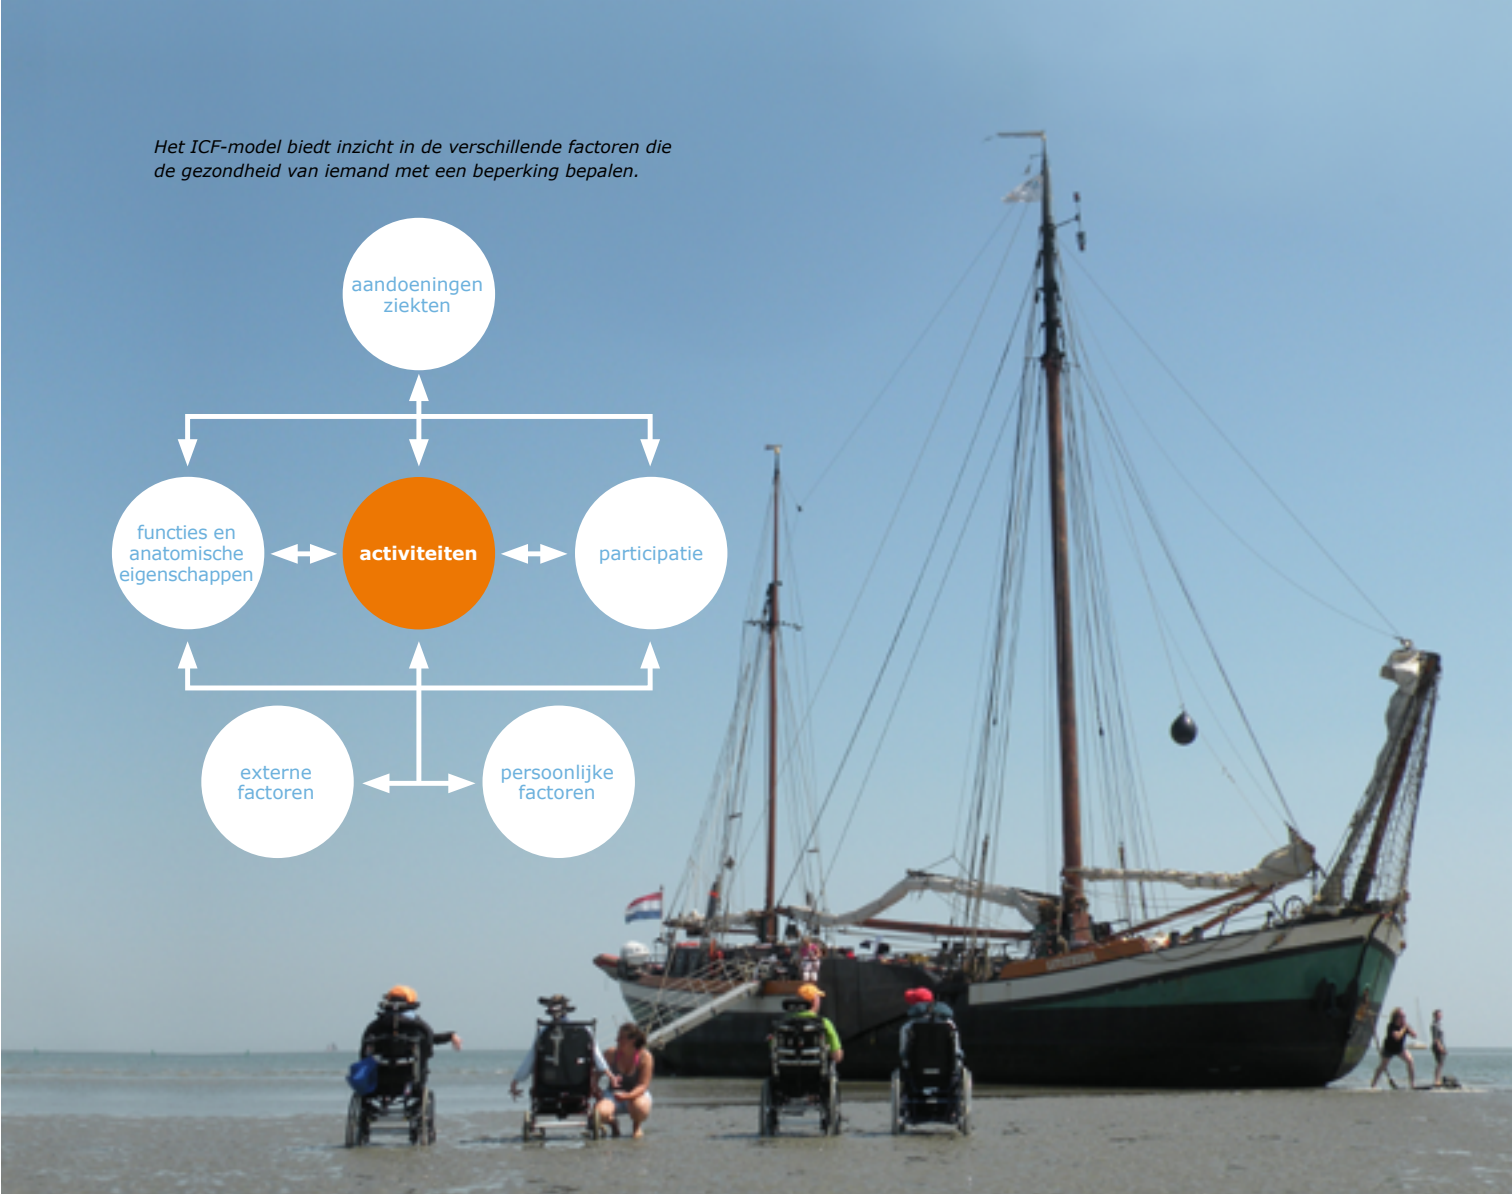 Het ICF-model biedt inzicht in de verschillende factoren die
de gezondheid van iemand met een beperking bepalen.
aandoeningen
ziekten
functies en
anatomische
eigenschappen
activiteiten
participatie
externe
factoren
persoonlijke
factoren